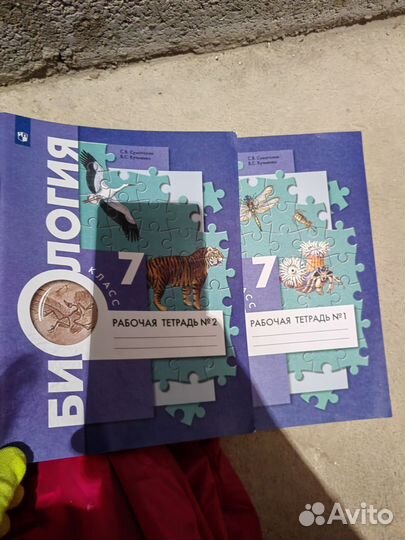 С.В. Суматохин
В.С. Кучменко
БИОЛОГИЯ
7
КЛАСС
РАБОЧАЯ ТЕТРАДЬ №2
С.В. Суматохин
В.С. Кучменко
7
КЛАСС
РАБОЧАЯ ТЕТРАДЬ №1
Avito